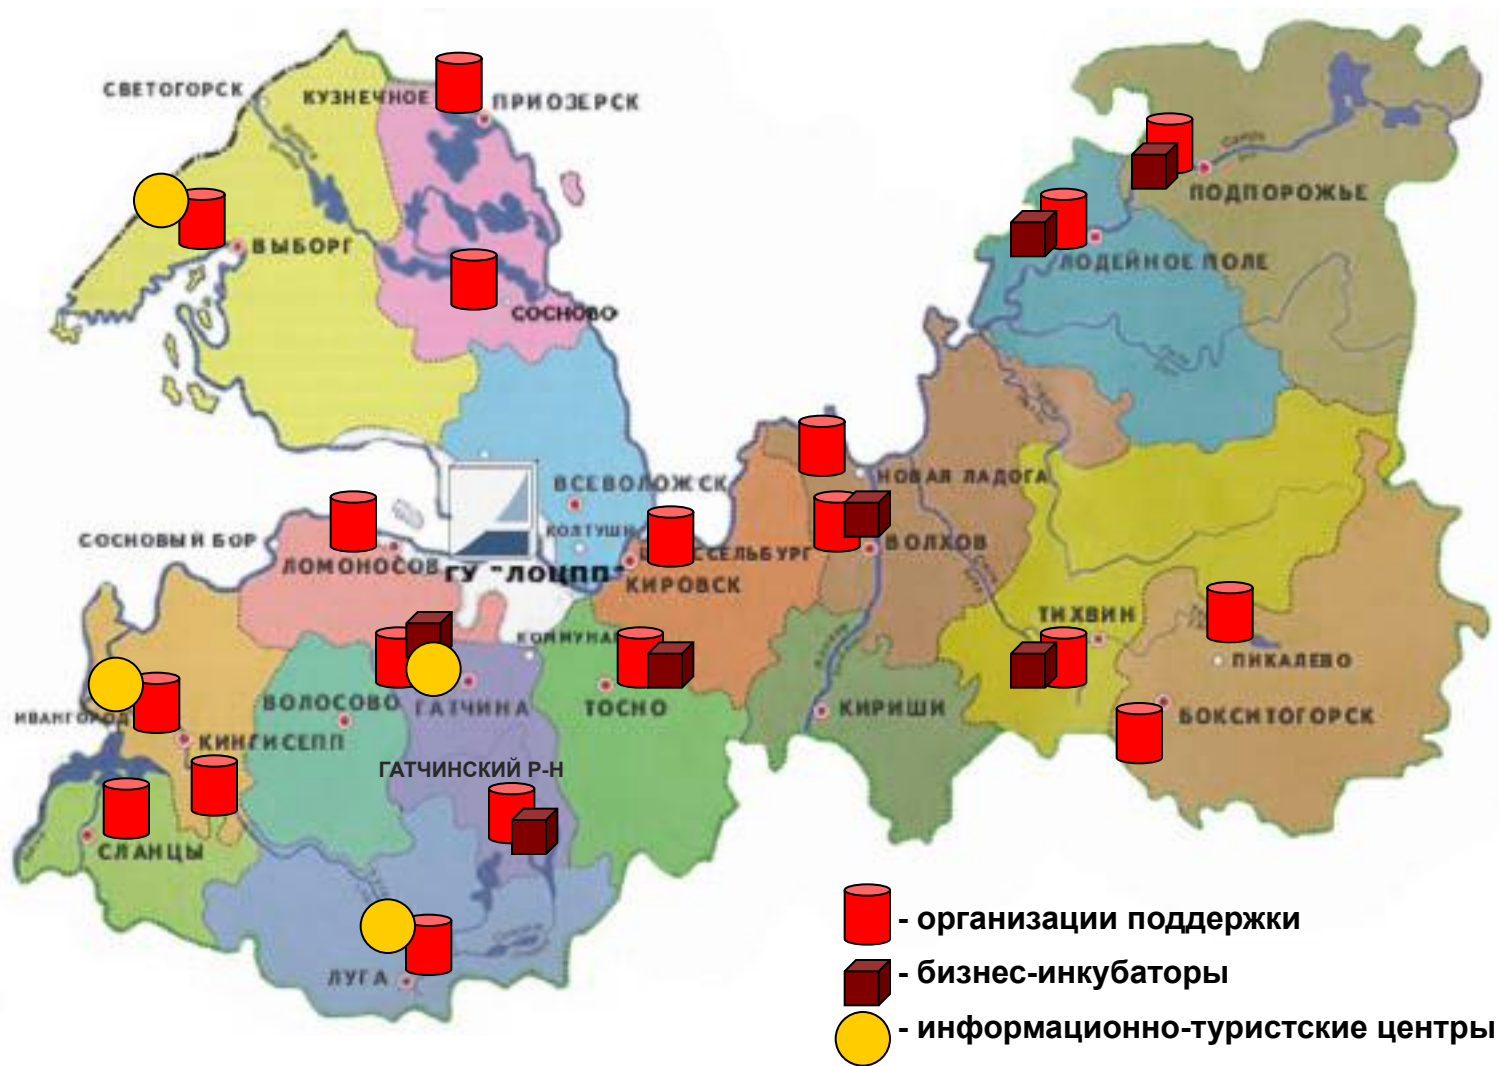 СВЕТОГОРСК
КУЗНЕЧНОЕ
ПРИОЗЕРСК
ПОДПОРОЖЬЕ
ВЫБОРГ
ЛОДЕЙНОЕ ПОЛЕ
СОСНОВО
НОВАЯ ЛАДОГА
ВСЕВОЛОЖСК
КОЛТУШИ
СОСНОВЫЙ БОР
ЛОМОНОСОВ
ГУ "ЛОЦПП"
КИРОВСК
ВОЛХОВ
ТИХВИН
ПИКАЛЕВО
ВОЛОСОВО
ГАТЧИНА
ТОСНО
КИРИШИ
БОКСИТОГОРСК
ИВАНГОРОД
КИНГИСЕПП
ГАТЧИНСКИЙ Р-Н
СЛАНЦЫ
ЛУГА
- организации поддержки
- бизнес-инкубаторы
- информационно-туристские центры